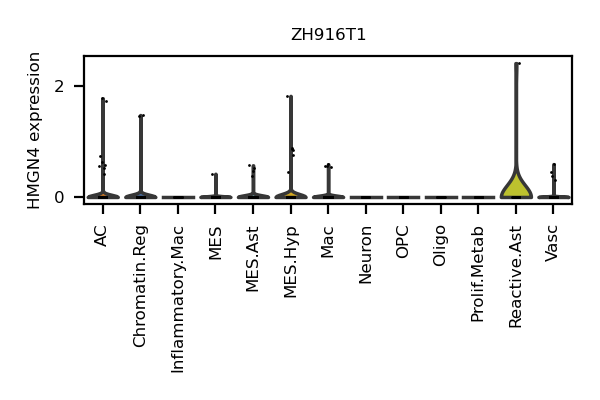 ZH916T1
HMGN4 expression
2
0
AC
Chromatin.Reg
Inflammatory.Mac
MES
MES.Ast
MES.Hyp
Mac
Neuron
OPC
Oligo
Prolif.Metab
Reactive.Ast
Vasc